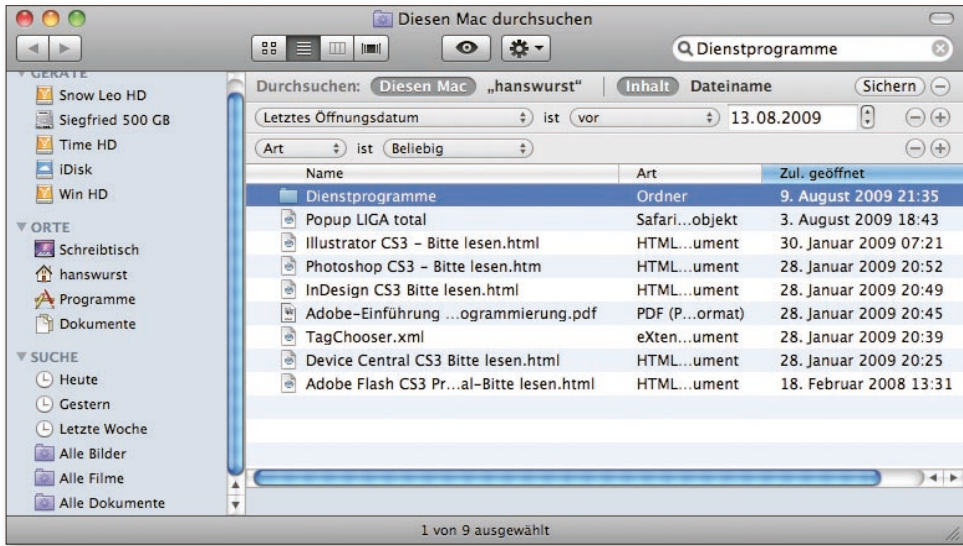 Diesen Mac durchsuchen
Dienstprogramme
GERÄTE
Snow Leo HD
Siegfried 500 GB
Time HD
iDisk
Win HD
ORTE
Schreibtisch
hanswurst
Programme
Dokumente
SUCHE
Heute
Gestern
Letzte Woche
Alle Bilder
Alle Filme
Alle Dokumente
Durchsuchen: Diesen Mac „hanswurst“ Inhalt Dateiname Sichern
Letztes Öffnungsdatum ist vor 13.08.2009
Art ist Beliebig
Name Art Zul. geöffnet
Dienstprogramme Ordner 9. August 2009 21:35
Popup LIGA total Safari...objekt 3. August 2009 18:43
Illustrator CS3 – Bitte lesen.html HTML...ument 30. Januar 2009 07:21
Photoshop CS3 – Bitte lesen.htm HTML...ument 28. Januar 2009 20:52
InDesign CS3 Bitte lesen.html HTML...ument 28. Januar 2009 20:49
Adobe-Einführung ...ogrammierung.pdf PDF (P...ormat) 28. Januar 2009 20:45
TagChooser.xml eXten...ument 28. Januar 2009 20:39
Device Central CS3 Bitte lesen.html HTML...ument 28. Januar 2009 20:25
Adobe Flash CS3 Pr...al-Bitte lesen.html HTML...ument 18. Februar 2008 13:31
1 von 9 ausgewählt